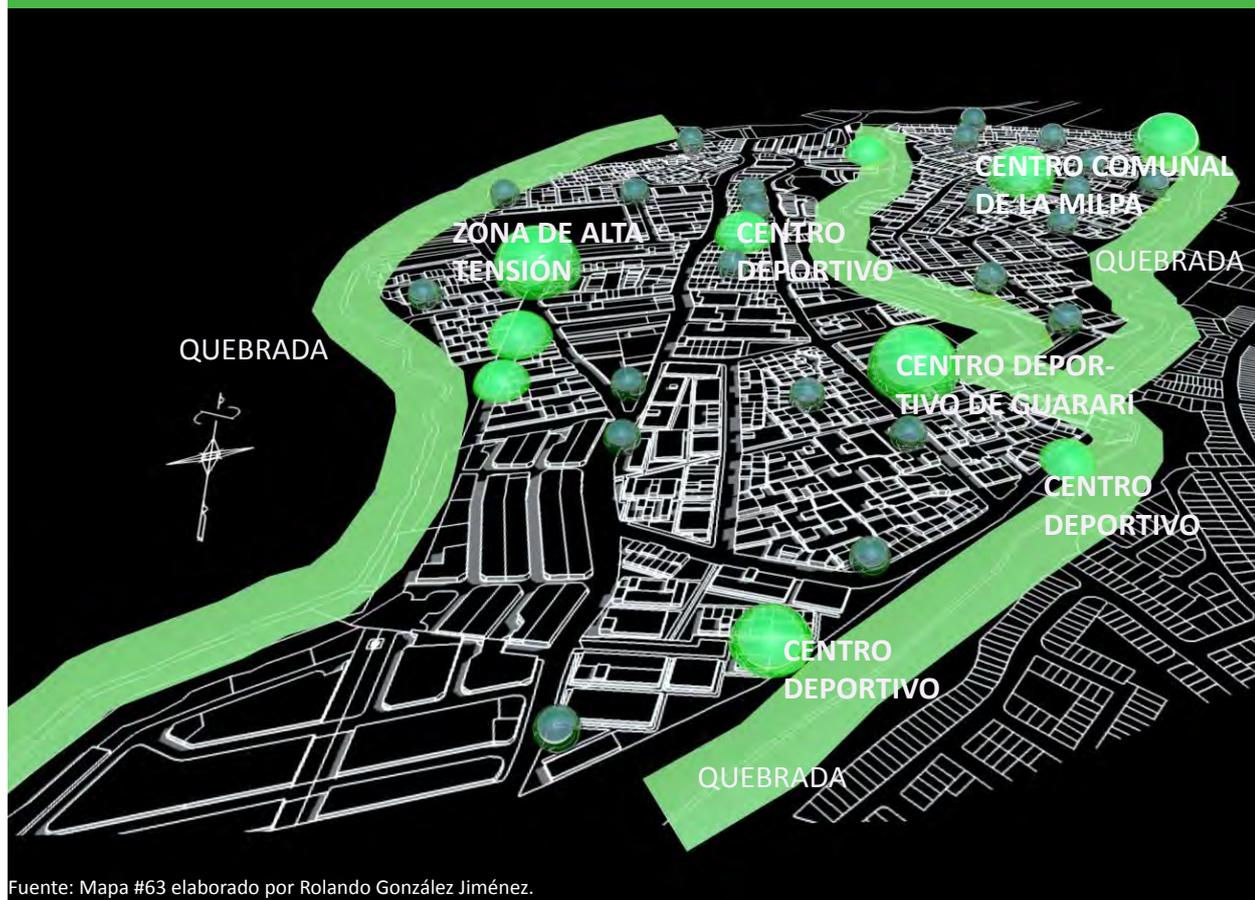 CENTRO COMUNAL
DE LA MILPA
ZONA DE ALTA
TENSIÓN
CENTRO
DEPORTIVO
QUEBRADA
QUEBRADA
CENTRO DEPOR-
TIVO DE GUARARÍ
CENTRO
DEPORTIVO
CENTRO
DEPORTIVO
QUEBRADA
Fuente: Mapa #63 elaborado por Rolando González Jiménez.